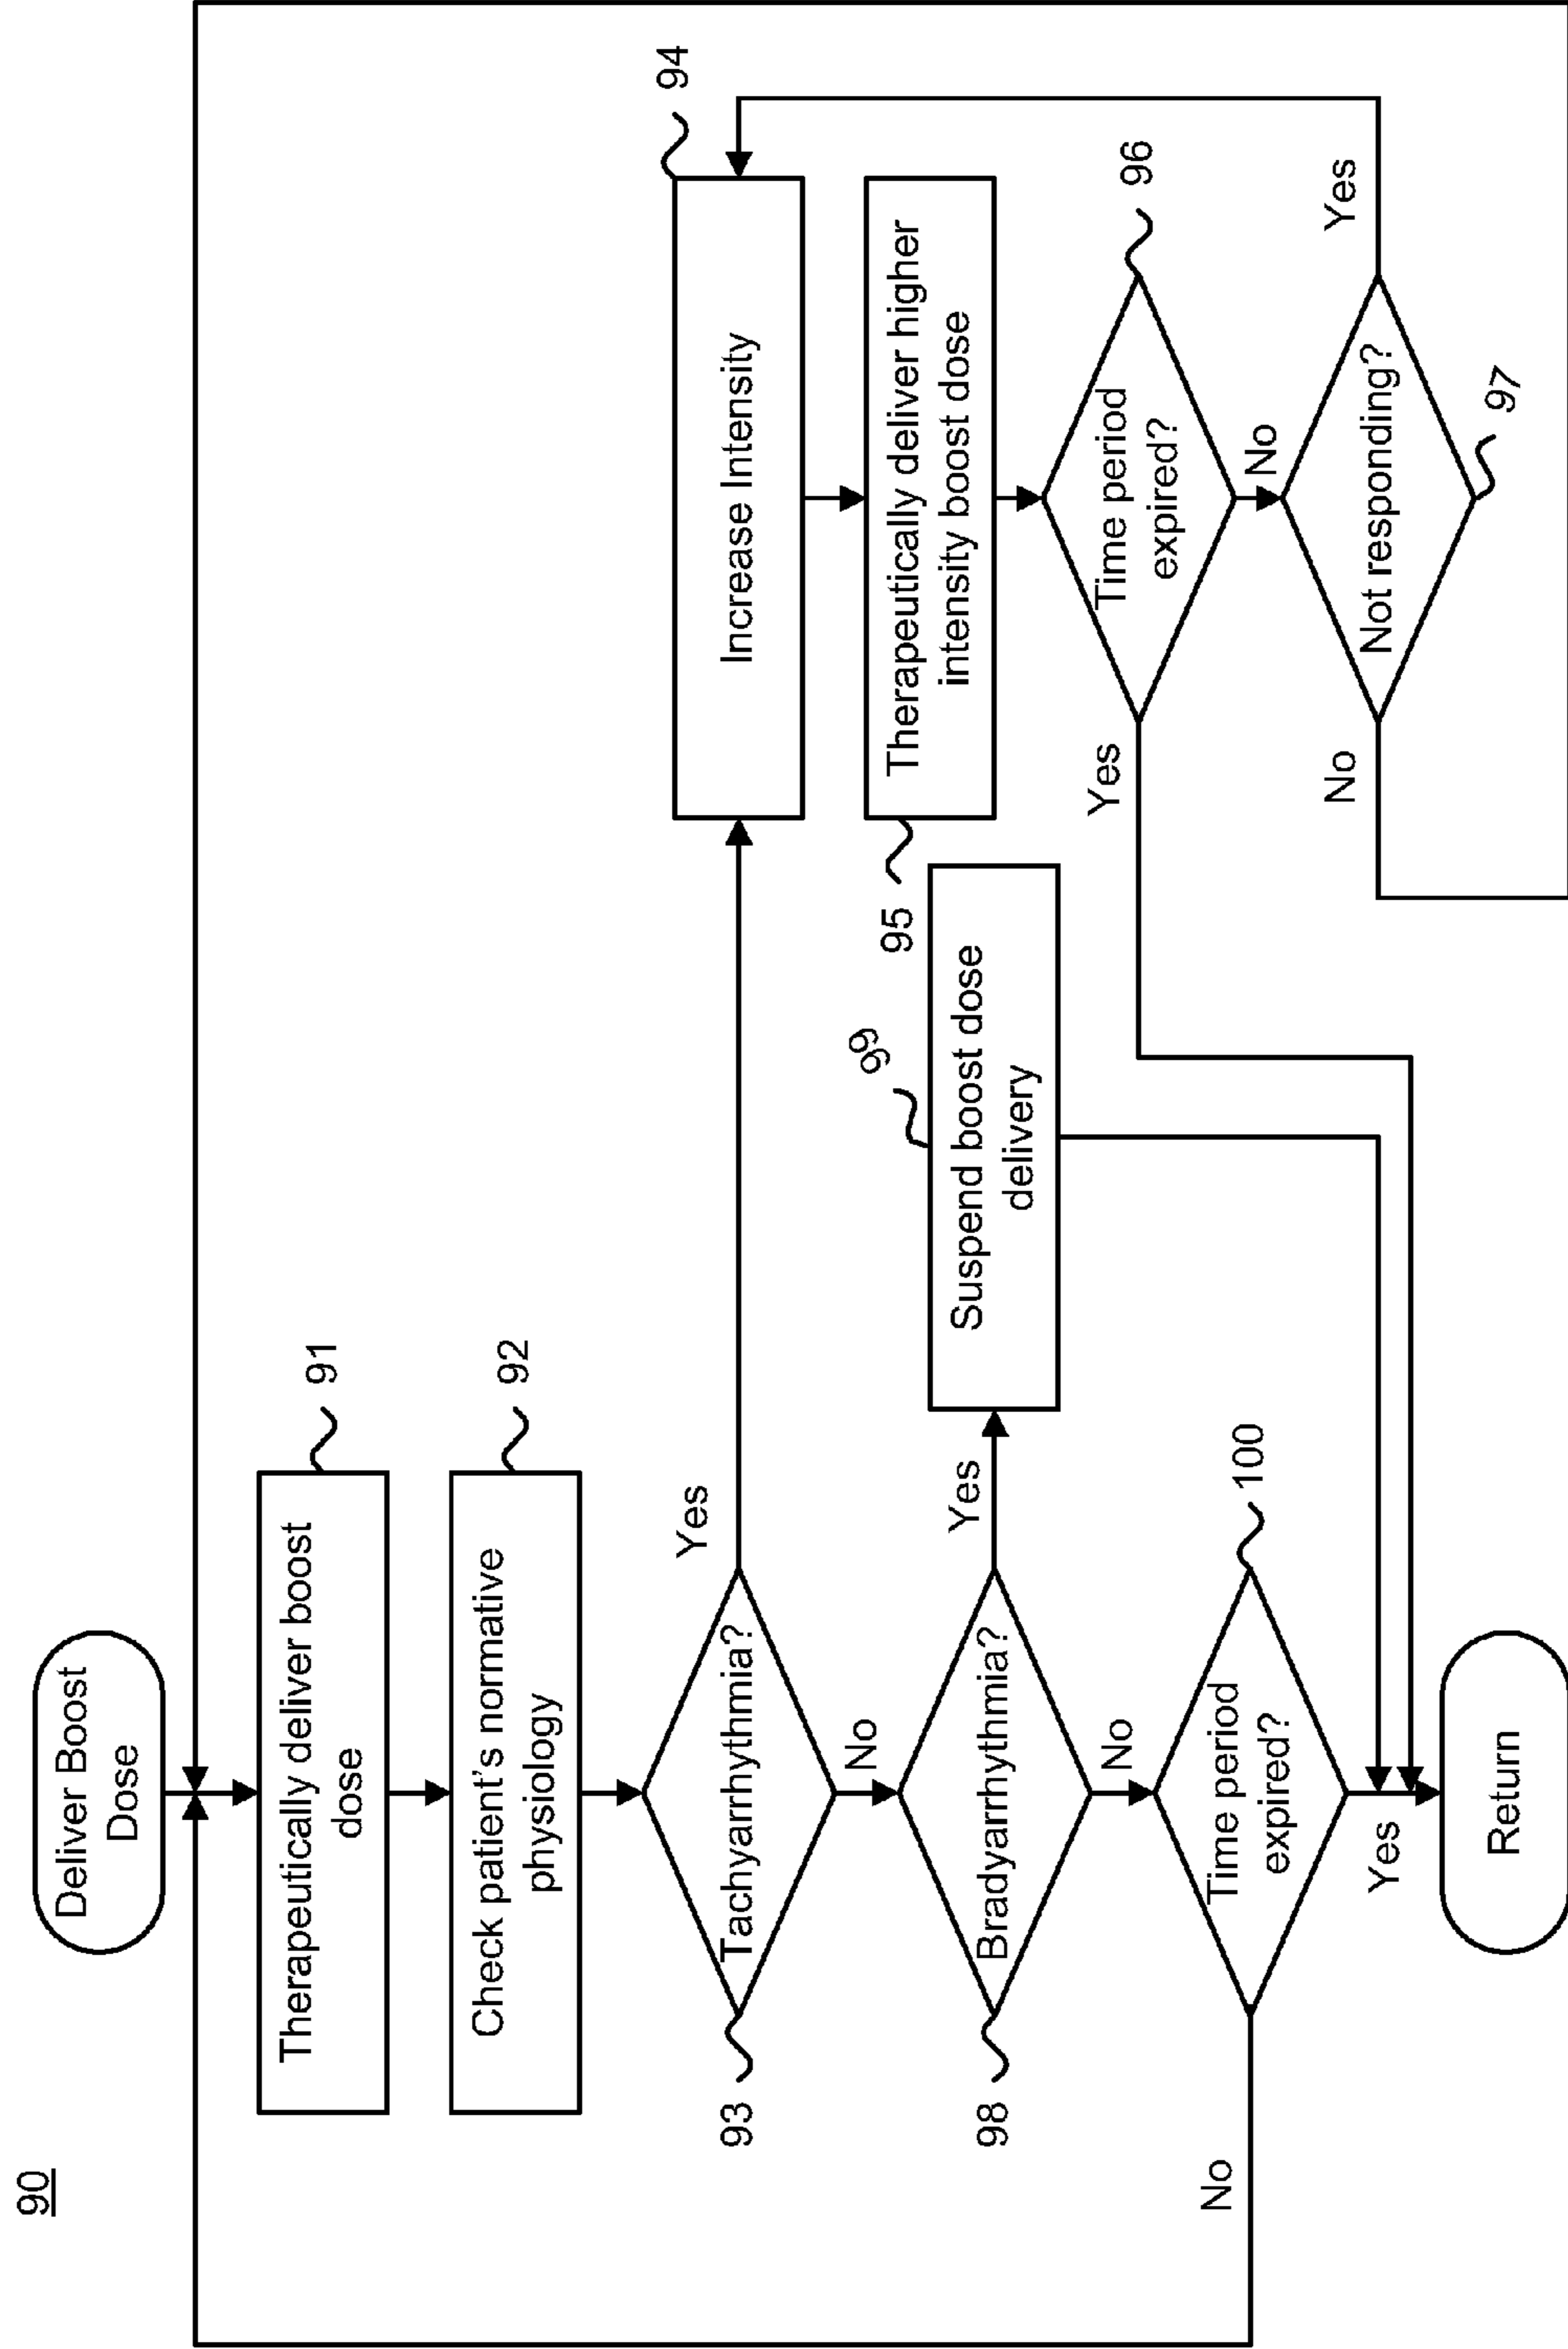 90
Deliver Boost
Dose
Therapeutically deliver boost
dose
91
Check patient's normative
physiology
92
93
Tachyarrhythmia?
Yes
No
94
Increase Intensity
95
Therapeutically deliver higher
intensity boost dose
96
Time period
expired?
Yes
No
97
Not responding?
Yes
No
98
Bradyarrhythmia?
Yes
No
99
Suspend boost dose
delivery
100
Time period
expired?
No
Yes
Return